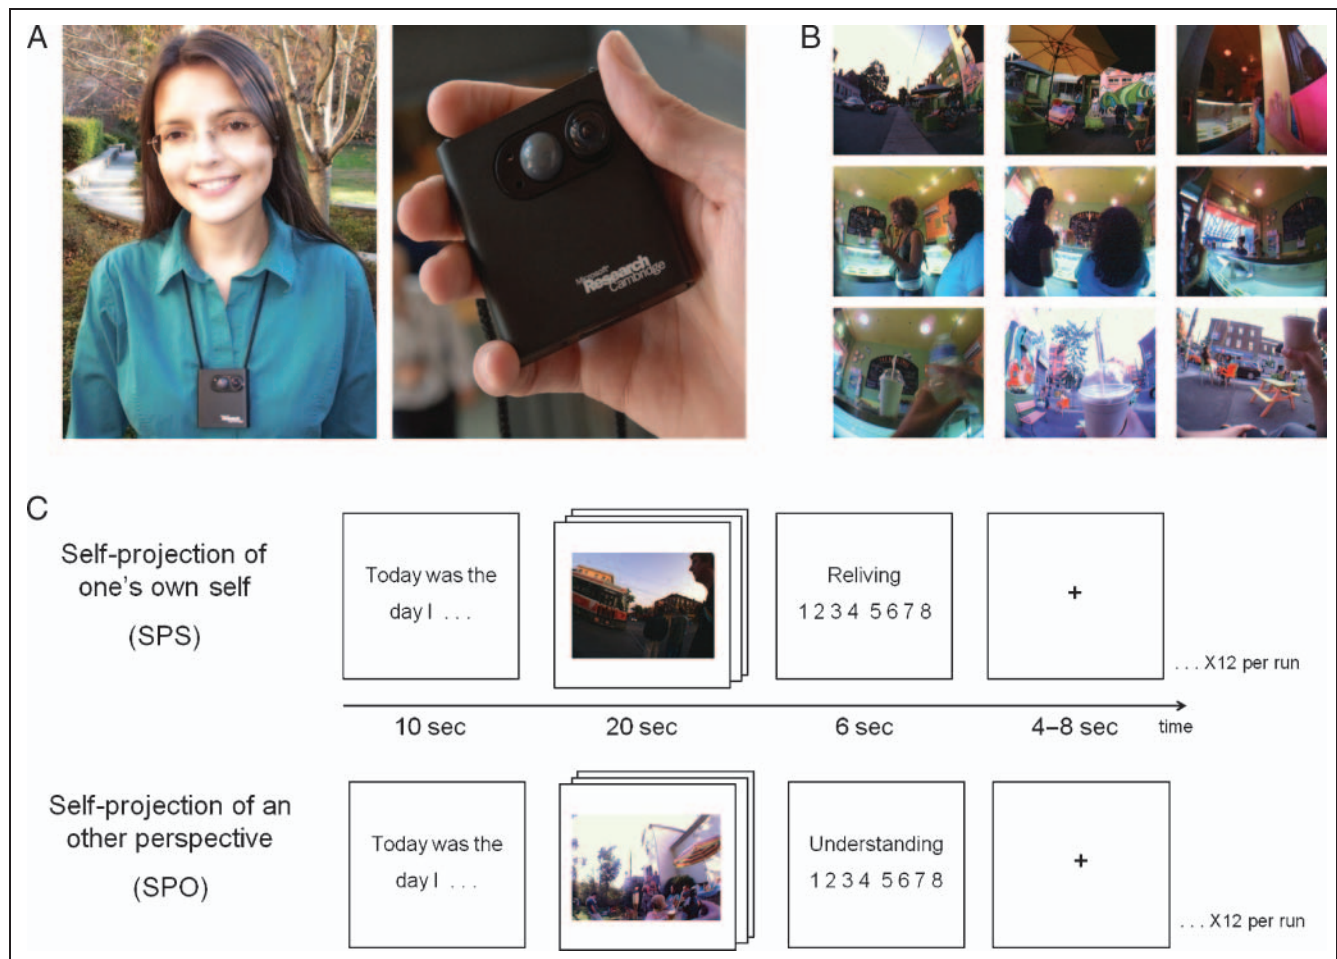 A
B
Microsoft
Research
Cambridge
C
Self-projection of
one's own self
(SPS)
Today was the
day I . . .
Reliving
1 2 3 4 5 6 7 8
+
. . . X12 per run
10 sec
20 sec
6 sec
4–8 sec
time
Self-projection of an
other perspective
(SPO)
Today was the
day I . . .
Understanding
1 2 3 4 5 6 7 8
+
. . . X12 per run